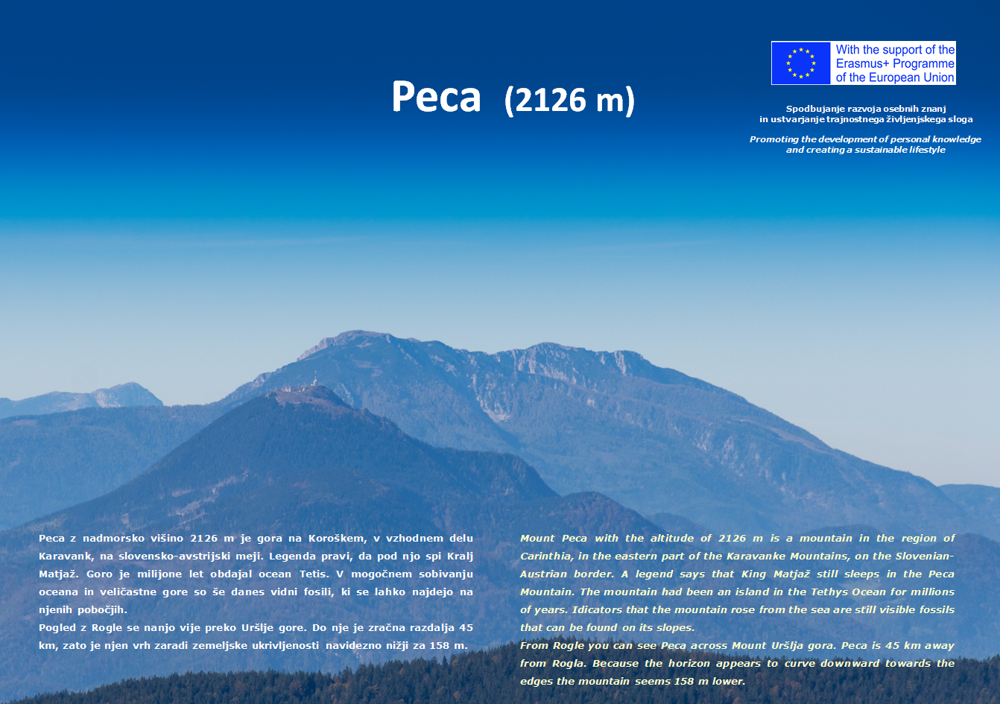 With the support of the
Erasmus+ Programme
of the European Union
Peca (2126 m)
Spodbujanje razvoja osebnih znanj
in ustvarjanje trajnostnega življenjskega sloga
Promoting the development of personal knowledge
and creating a sustainable lifestyle
Peca z nadmorsko višino 2126 m je gora na Koroškem, v vzhodnem delu
Karavank, na slovensko-avstrijski meji. Legenda pravi, da pod njo spi Kralj
Matjaž. Goro je milijone let obdajal ocean Tetis. V mogočnem sobivanju
oceana in veličastne gore so še danes vidni fosili, ki se lahko najdejo na
njenih pobočjih.
Pogled z Rogle se nanjo vije preko Uršlje gore. Do nje je zračna razdalja 45
km, zato je njen vrh zaradi zemeljske ukrivljenosti navidezno nižji za 158 m.
Mount Peca with the altitude of 2126 m is a mountain in the region of
Carinthia, in the eastern part of the Karavanke Mountains, on the Slovenian-
Austrian border. A legend says that King Matjaž still sleeps in the Peca
Mountain. The mountain had been an island in the Tethys Ocean for millions
of years. Idicators that the mountain rose from the sea are still visible fossils
that can be found on its slopes.
From Rogle you can see Peca across Mount Uršlja gora. Peca is 45 km away
from Rogla. Because the horizon appears to curve downward towards the
edges the mountain seems 158 m lower.